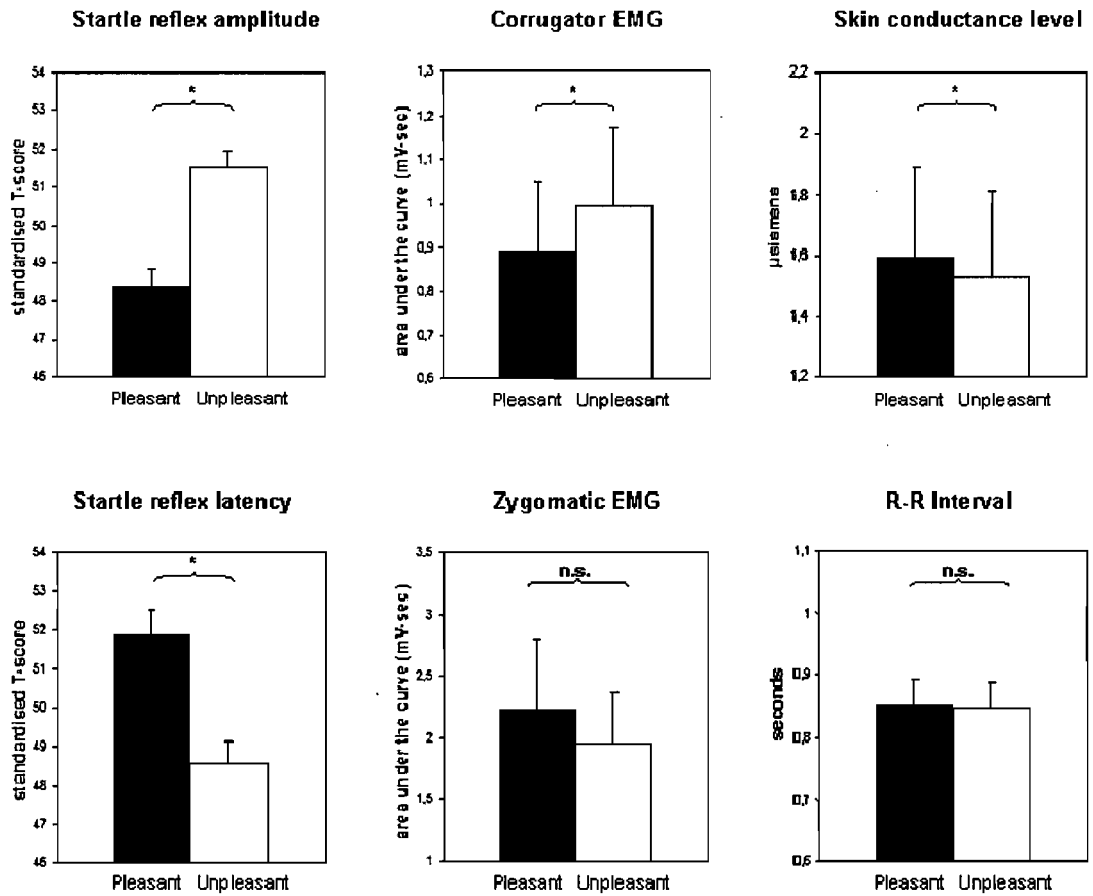 Startle reflex amplitude
standardised T-score
54
53
52
51
50
49
48
47
46
*
Pleasant Unpleasant
Corrugator EMG
area under the curve (mV-sec)
1,3
1,2
1,1
1
0,9
0,8
0,7
0,6
*
Pleasant Unpleasant
Skin conductance level
µsiemens
2,2
2
1,8
1,6
1,4
1,2
*
Pleasant Unpleasant
Startle reflex latency
standardised T-score
54
53
52
51
50
49
48
47
46
*
Pleasant Unpleasant
Zygomatic EMG
area under the curve (mV-sec)
3,5
3
2,5
2
1,5
1
n.s.
Pleasant Unpleasant
R-R Interval
seconds
1,1
1
0,9
0,8
0,7
0,6
n.s.
Pleasant Unpleasant